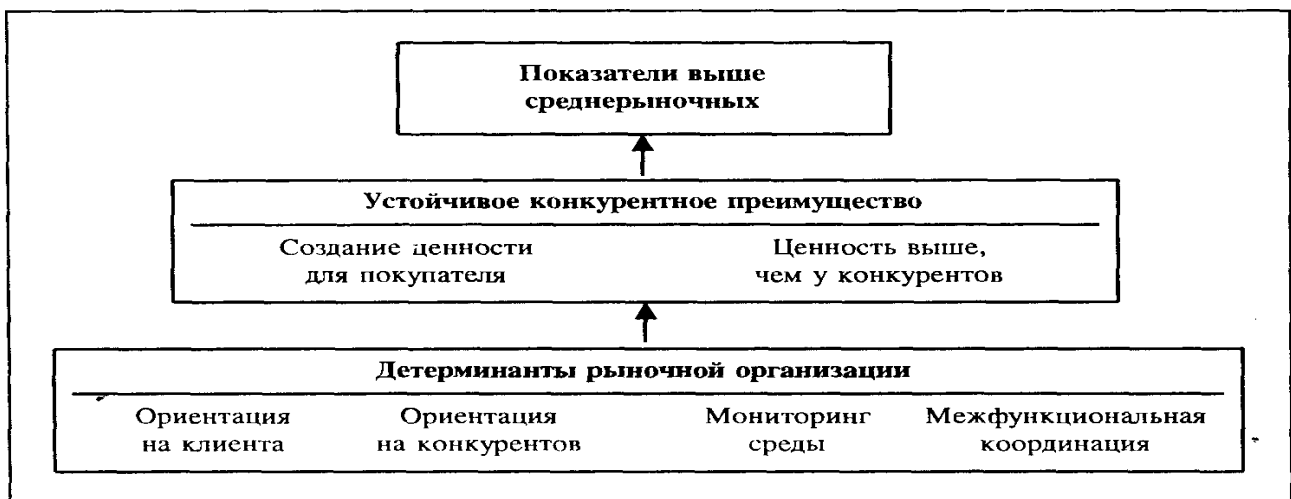 Показатели выше
среднерыночных
Устойчивое конкурентное преимущество
Создание ценности
для покупателя
Ценность выше,
чем у конкурентов
Детерминанты рыночной организации
Ориентация
на клиента
Ориентация
на конкурентов
Мониторинг
среды
Межфункциональная
координация